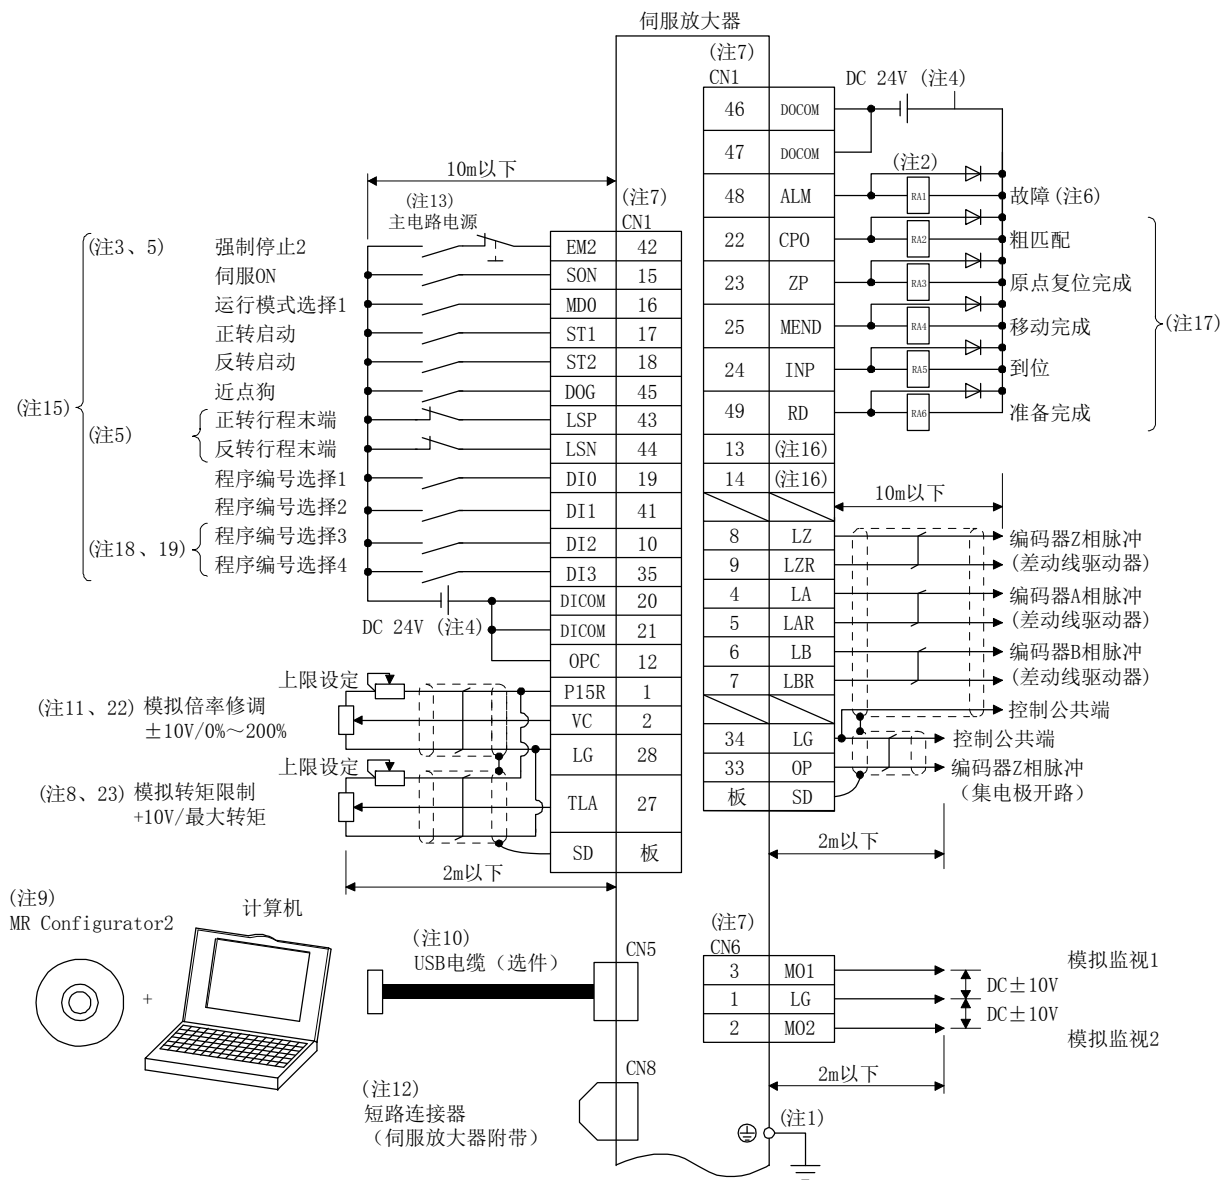 伺服放大器
(注7)
CN1
DC 24V (注4)
46 DOCOM
47 DOCOM
(注2)
48 ALM RA1 故障(注6)
22 CPO RA2 粗匹配
23 ZP RA3 原点复位完成
25 MEND RA4 移动完成
24 INP RA5 到位
49 RD RA6 准备完成
(注17)
13 (注16)
14 (注16)
10m以下
8 LZ 编码器Z相脉冲
9 LZR (差动线驱动器)
4 LA 编码器A相脉冲
5 LAR (差动线驱动器)
6 LB 编码器B相脉冲
7 LBR (差动线驱动器)
控制公共端
34 LG 控制公共端
33 OP 编码器Z相脉冲
(集电极开路)
板 SD
2m以下
10m以下
(注13)
主电路电源
(注7)
CN1
(注15)
(注3、5) 强制停止2 EM2 42
伺服ON SON 15
运行模式选择1 MD0 16
正转启动 ST1 17
反转启动 ST2 18
近点狗 DOG 45
(注5)
正转行程末端 LSP 43
反转行程末端 LSN 44
程序编号选择1 DI0 19
程序编号选择2 DI1 41
(注18、19)
程序编号选择3 DI2 10
程序编号选择4 DI3 35
DICOM 20
DC 24V (注4)
DICOM 21
OPC 12
上限设定 P15R 1
(注11、22) 模拟倍率修调 VC 2
±10V/0%～200%
LG 28
上限设定
(注8、23) 模拟转矩限制 TLA 27
+10V/最大转矩
SD 板
2m以下
(注9)
MR Configurator2
+
计算机
(注10)
USB电缆（选件）
CN5
(注12)
短路连接器
（伺服放大器附带）
CN8
(注7)
CN6
3 MO1 模拟监视1
DC±10V
1 LG
DC±10V
2 MO2 模拟监视2
2m以下
(注1)